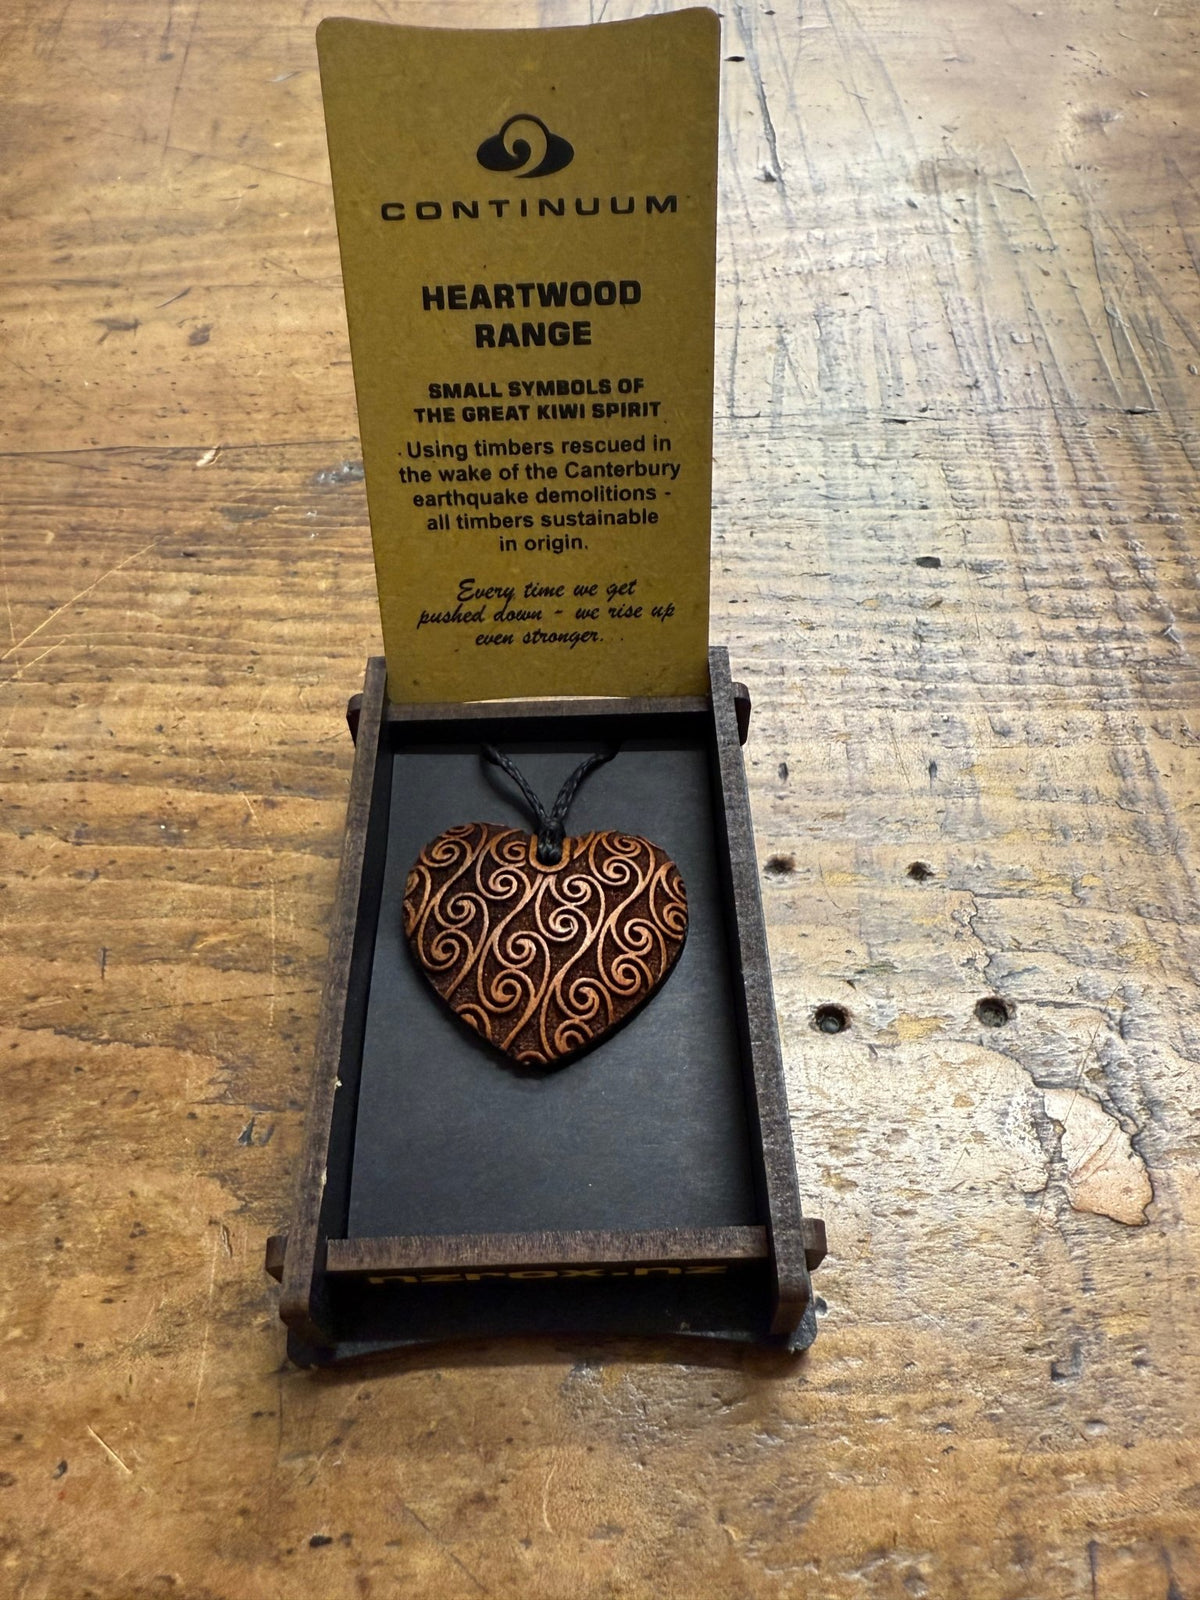 CONTINUUM
HEARTWOOD
RANGE
SMALL SYMBOLS OF
THE GREAT KIWI SPIRIT
Using timbers rescued in
the wake of the Canterbury
earthquake demolitions -
all timbers sustainable
in origin.
Every time we get
pushed down - we rise up
even stronger...
nzrox.nz